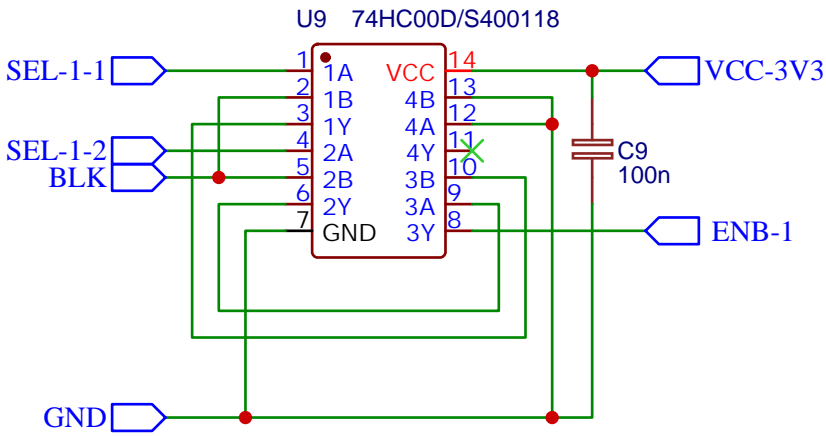 U9 74HC00D/S400118
SEL-1-1
1
1A
VCC
14
VCC-3V3
2
1B
4B
13
3
1Y
4A
12
SEL-1-2
4
2A
4Y
11
C9
100n
BLK
5
2B
3B
10
6
2Y
3A
9
7
GND
3Y
8
ENB-1
GND